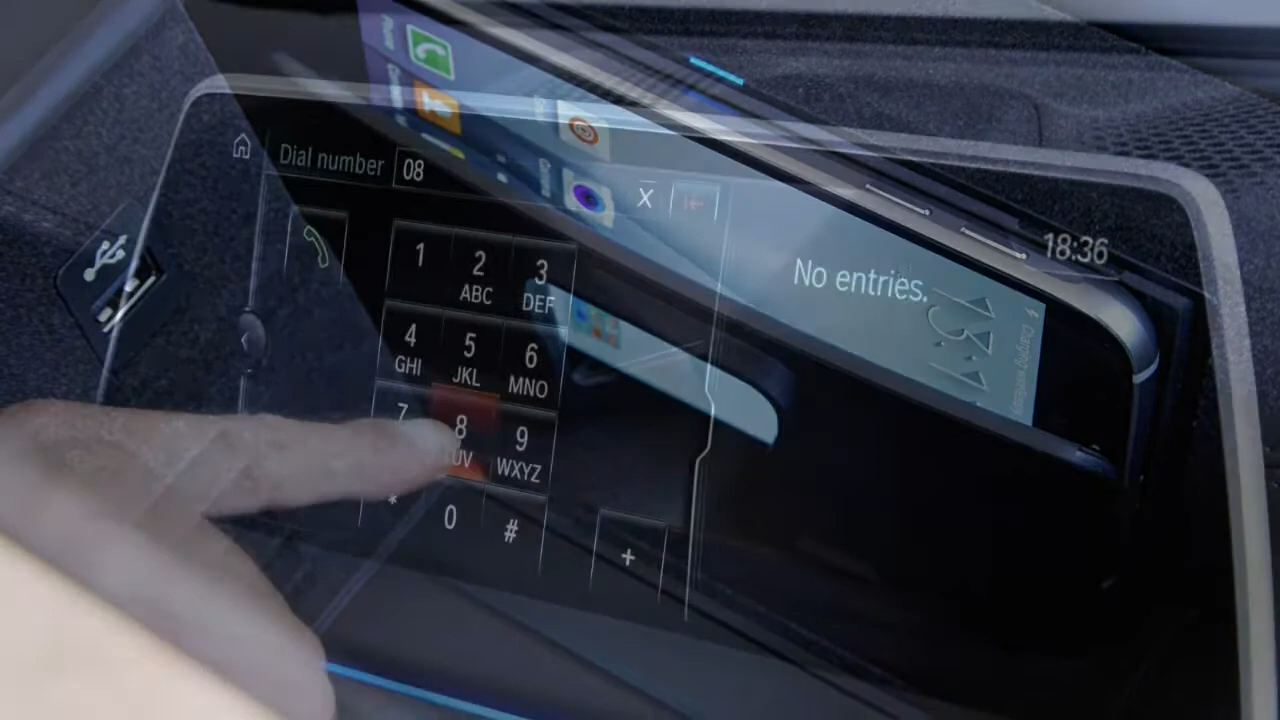 18:36
Dial number 08
X
No entries.
1
2
ABC
3
DEF
4
GHI
5
JKL
6
MNO
7
8
UV
9
WXYZ
*
0
#
+